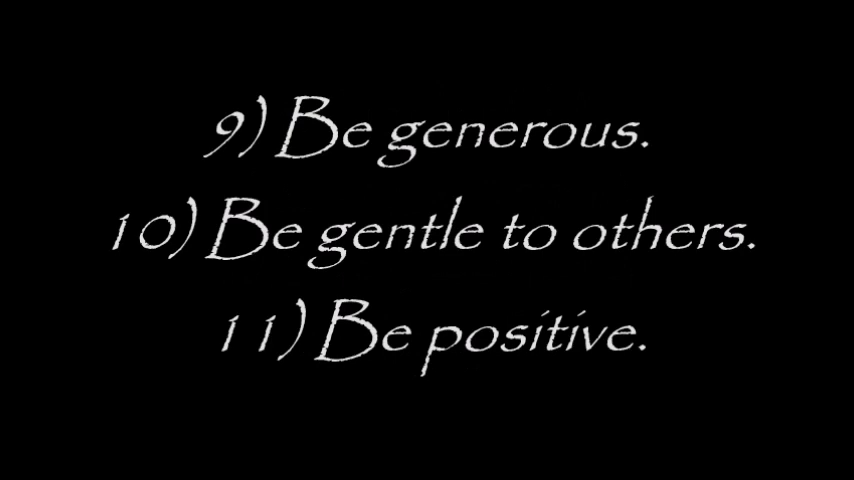 9) Be generous.
10) Be gentle to others.
11) Be positive.